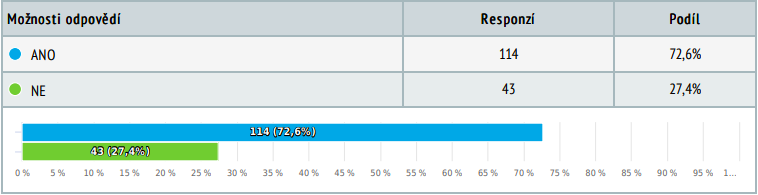 Možnosti odpovědí Responzí Podíl
ANO 114 72,6%
NE 43 27,4%
114 (72,6%)
43 (27,4%)
0 % 5 % 10 % 15 % 20 % 25 % 30 % 35 % 40 % 45 % 50 % 55 % 60 % 65 % 70 % 75 % 80 % 85 % 90 % 95 % 1...